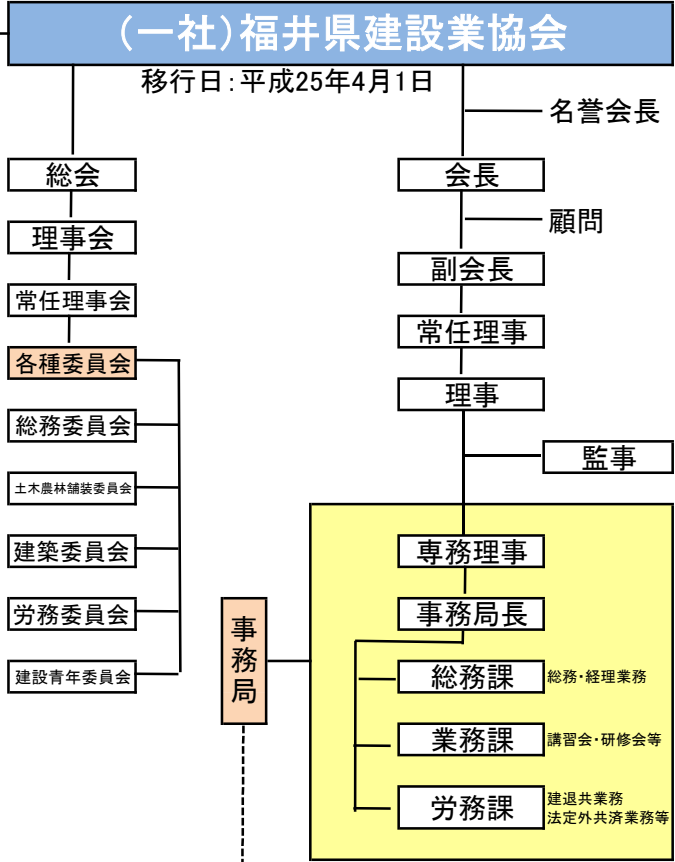 (一社)福井県建設業協会
移行日:平成25年4月1日
名誉会長
総会
会長
理事会
顧問
副会長
常任理事会
常任理事
各種委員会
理事
総務委員会
監事
土木農林舗装委員会
建築委員会
専務理事
労務委員会
事務局
事務局長
建設青年委員会
総務課
総務・経理業務
業務課
講習会・研修会等
労務課
建退共業務
法定外共済業務等